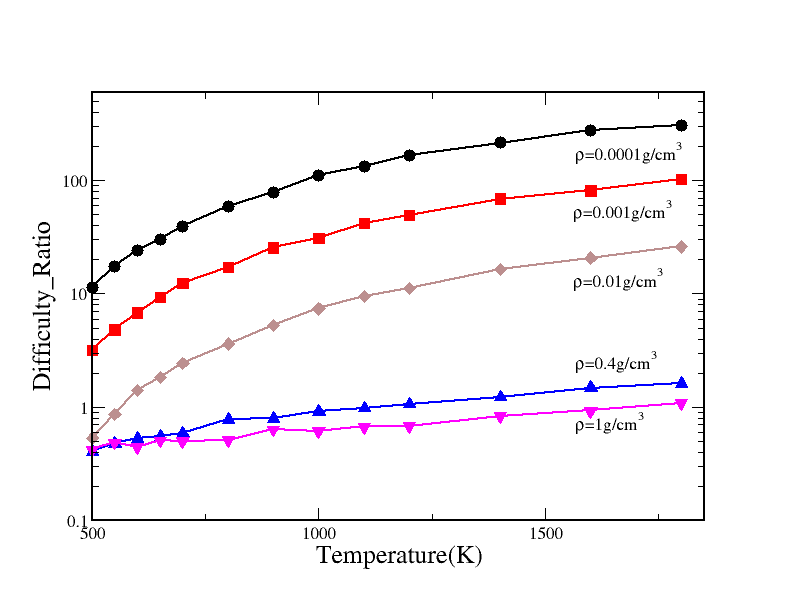 ρ=0.0001g/cm³
100
ρ=0.001g/cm³
Difficulty_Ratio
ρ=0.01g/cm³
10
ρ=0.4g/cm³
1
ρ=1g/cm³
0.1
500 1000 1500
Temperature(K)